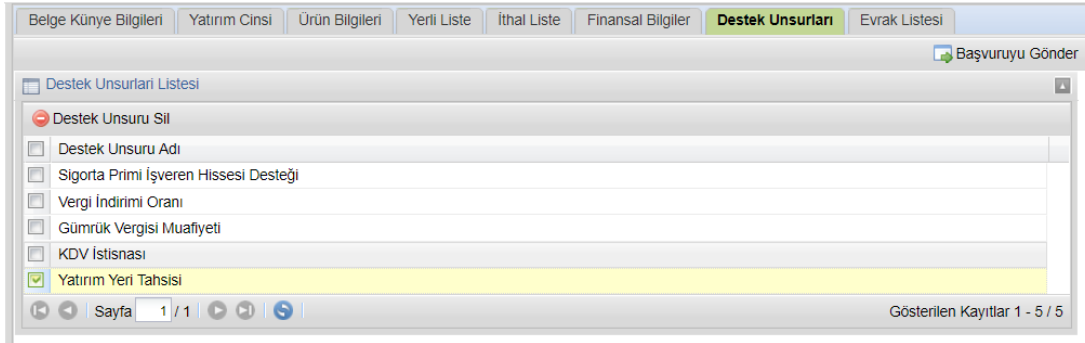 Belge Künye Bilgileri Yatırım Cinsi Ürün Bilgileri Yerli Liste İthal Liste Finansal Bilgiler Destek Unsurları Evrak Listesi
Başvuruyu Gönder
Destek Unsurlari Listesi
Destek Unsuru Sil
Destek Unsuru Adı
Sigorta Primi İşveren Hissesi Desteği
Vergi İndirimi Oranı
Gümrük Vergisi Muafiyeti
KDV İstisnası
Yatırım Yeri Tahsisi
Sayfa 1 / 1 Gösterilen Kayıtlar 1 - 5 / 5